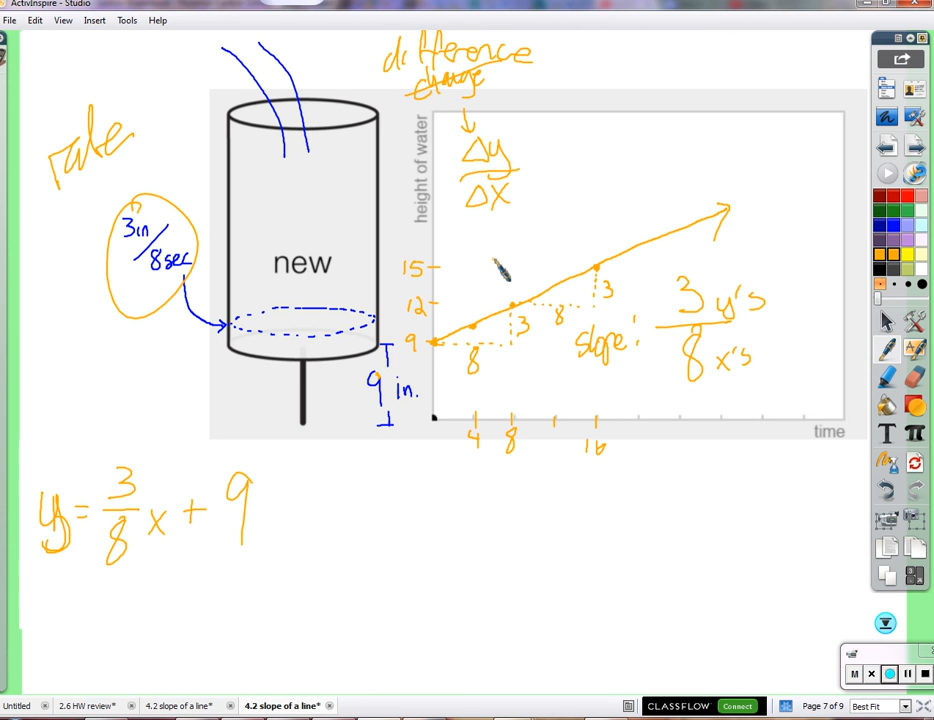 ActivInspire - Studio
File Edit View Insert Tools Help
difference
change
Δy
ΔX
rate
3in/8sec
new
height of water
15
12
9
3
3
8
8
slope:
3 y's
8 x's
9 in.
4 8 16
time
y = 3/8 x + 9
M
CLASSFLOW Connect
Page 7 of 9
Best Fit
Untitled
2.6 HW review*
4.2 slope of a line*
4.2 slope of a line*